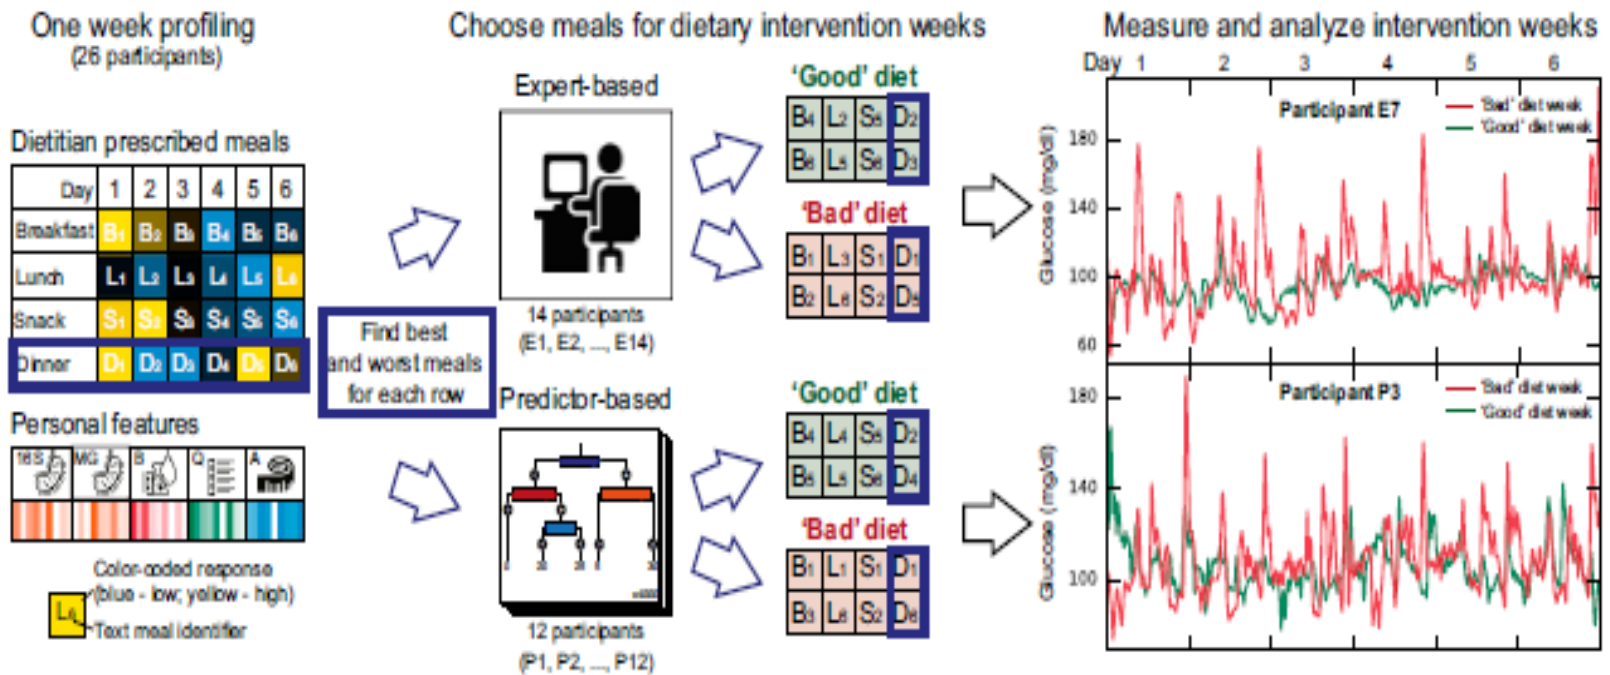 One week profiling
(26 participants)
Dietitian prescribed meals
Day 1 2 3 4 5 6
Breakfast B1 B2 B3 B4 B5 B6
Lunch L1 L2 L3 L4 L5 L6
Snack S1 S2 S3 S4 S5 S6
Dinner D1 D2 D3 D4 D5 D6
Personal features
16S MG B Q A
Color-coded response
(blue - low; yellow - high)
L6
Text meal identifier
Find best
and worst meals
for each row
Choose meals for dietary intervention weeks
Expert-based
14 participants
(E1, E2, ..., E14)
'Good' diet
B4 L2 S5 D2
B6 L5 S6 D3
'Bad' diet
B1 L3 S1 D1
B2 L6 S2 D5
Predictor-based
12 participants
(P1, P2, ..., P12)
'Good' diet
B4 L4 S5 D2
B5 L5 S6 D4
'Bad' diet
B1 L1 S1 D1
B3 L6 S2 D6
Measure and analyze intervention weeks
Day 1 2 3 4 5 6
Participant E7
'Bad' diet week
'Good' diet week
Glucose (mg/dl)
180
140
100
60
Participant P3
'Bad' diet week
'Good' diet week
Glucose (mg/dl)
180
140
100